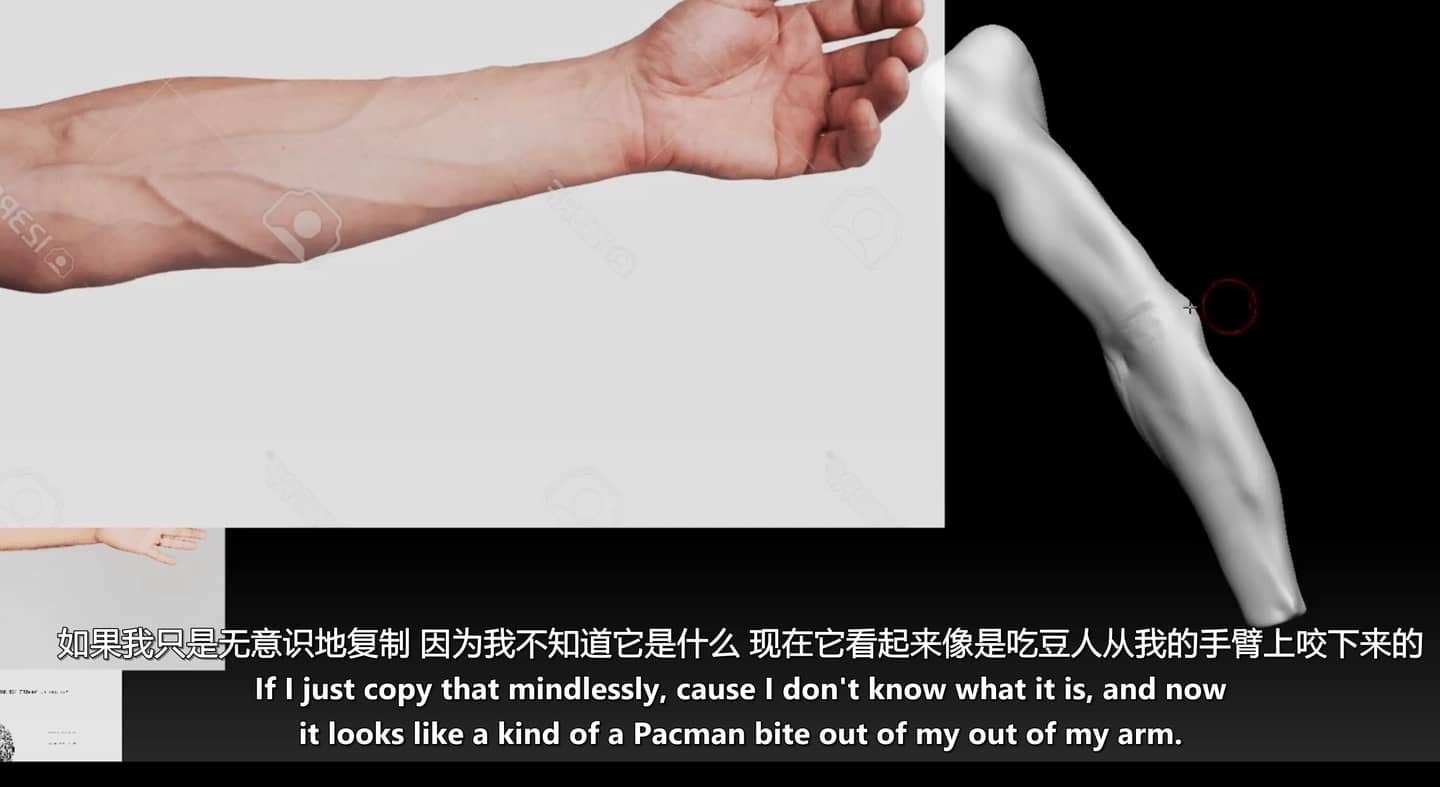 如果我只是无意识地复制 因为我不知道它是什么 现在它看起来像是吃豆人从我的手臂上咬下来的
If I just copy that mindlessly, cause I don't know what it is, and now
it looks like a kind of a Pacman bite out of my out of my arm.